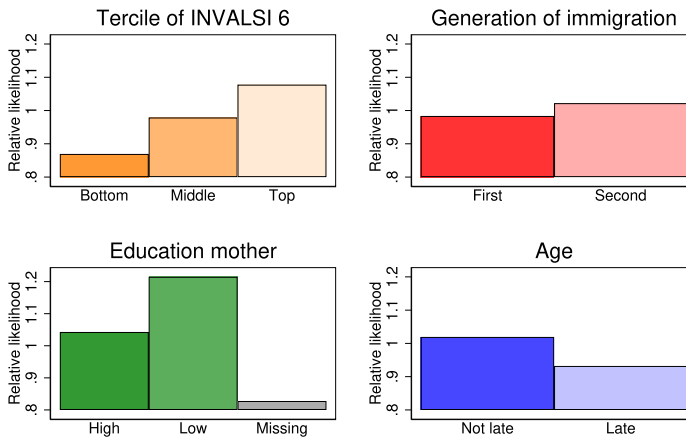 Tercile of INVALSI 6
Relative likelihood
.8 .9 1 1.1 1.2
Bottom Middle Top
Generation of immigration
Relative likelihood
.8 .9 1 1.1 1.2
First Second
Education mother
Relative likelihood
.8 .9 1 1.1 1.2
High Low Missing
Age
Relative likelihood
.8 .9 1 1.1 1.2
Not late Late